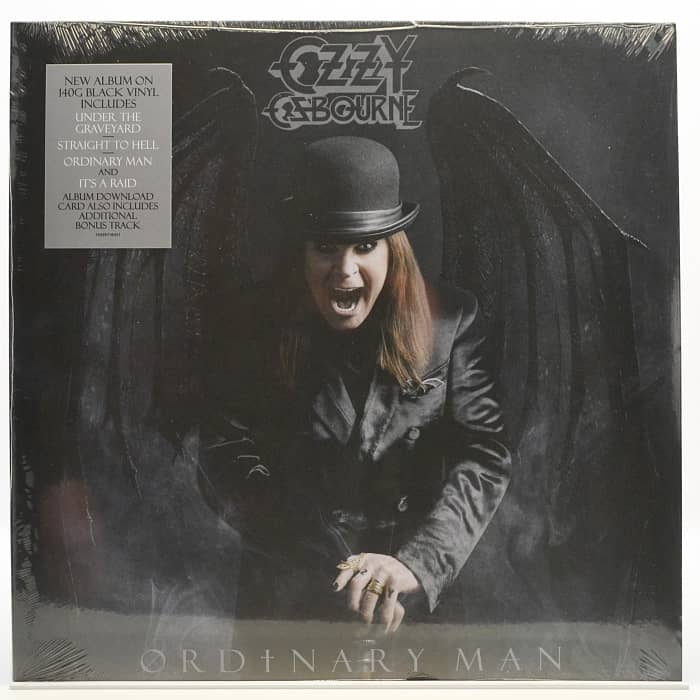 OZZY
OSBOURNE
NEW ALBUM ON
140G BLACK VINYL
INCLUDES
UNDER THE
GRAVEYARD
STRAIGHT TO HELL
ORDINARY MAN
AND
IT'S A RAID
ALBUM DOWNLOAD
CARD ALSO INCLUDES
ADDITIONAL
BONUS TRACK
ORDINARY MAN